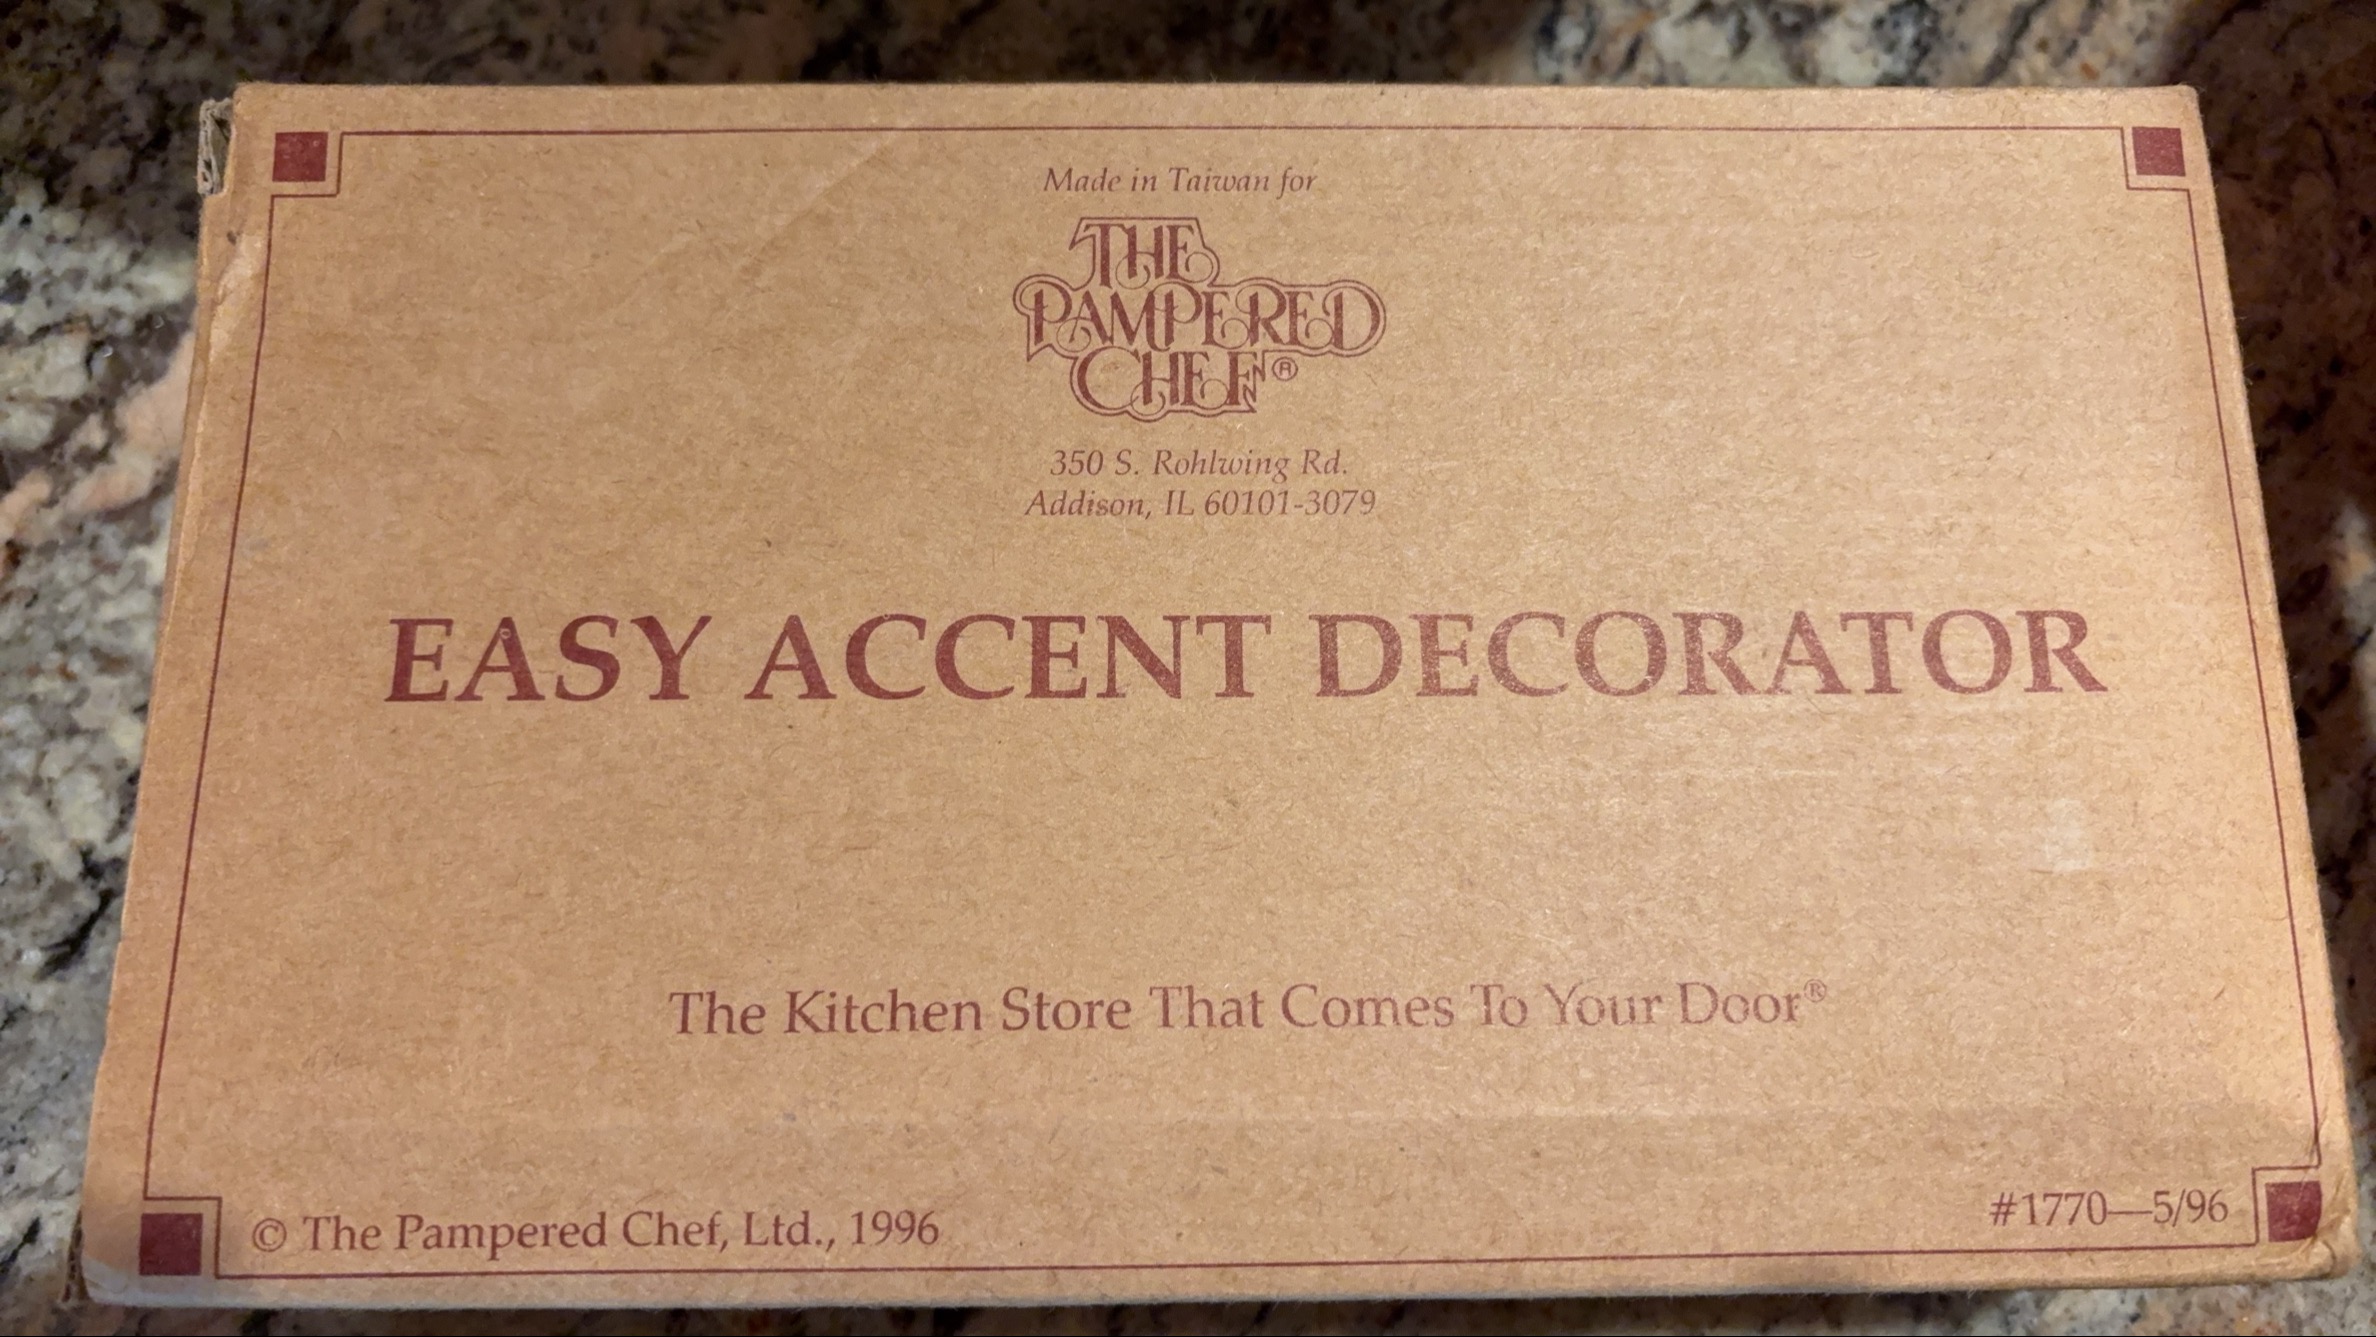 Made in Taiwan for
THE
PAMPERED
CHEF®
350 S. Rohlwing Rd.
Addison, IL 60101-3079
EASY ACCENT DECORATOR
The Kitchen Store That Comes To Your Door®
© The Pampered Chef, Ltd., 1996
#1770—5/96